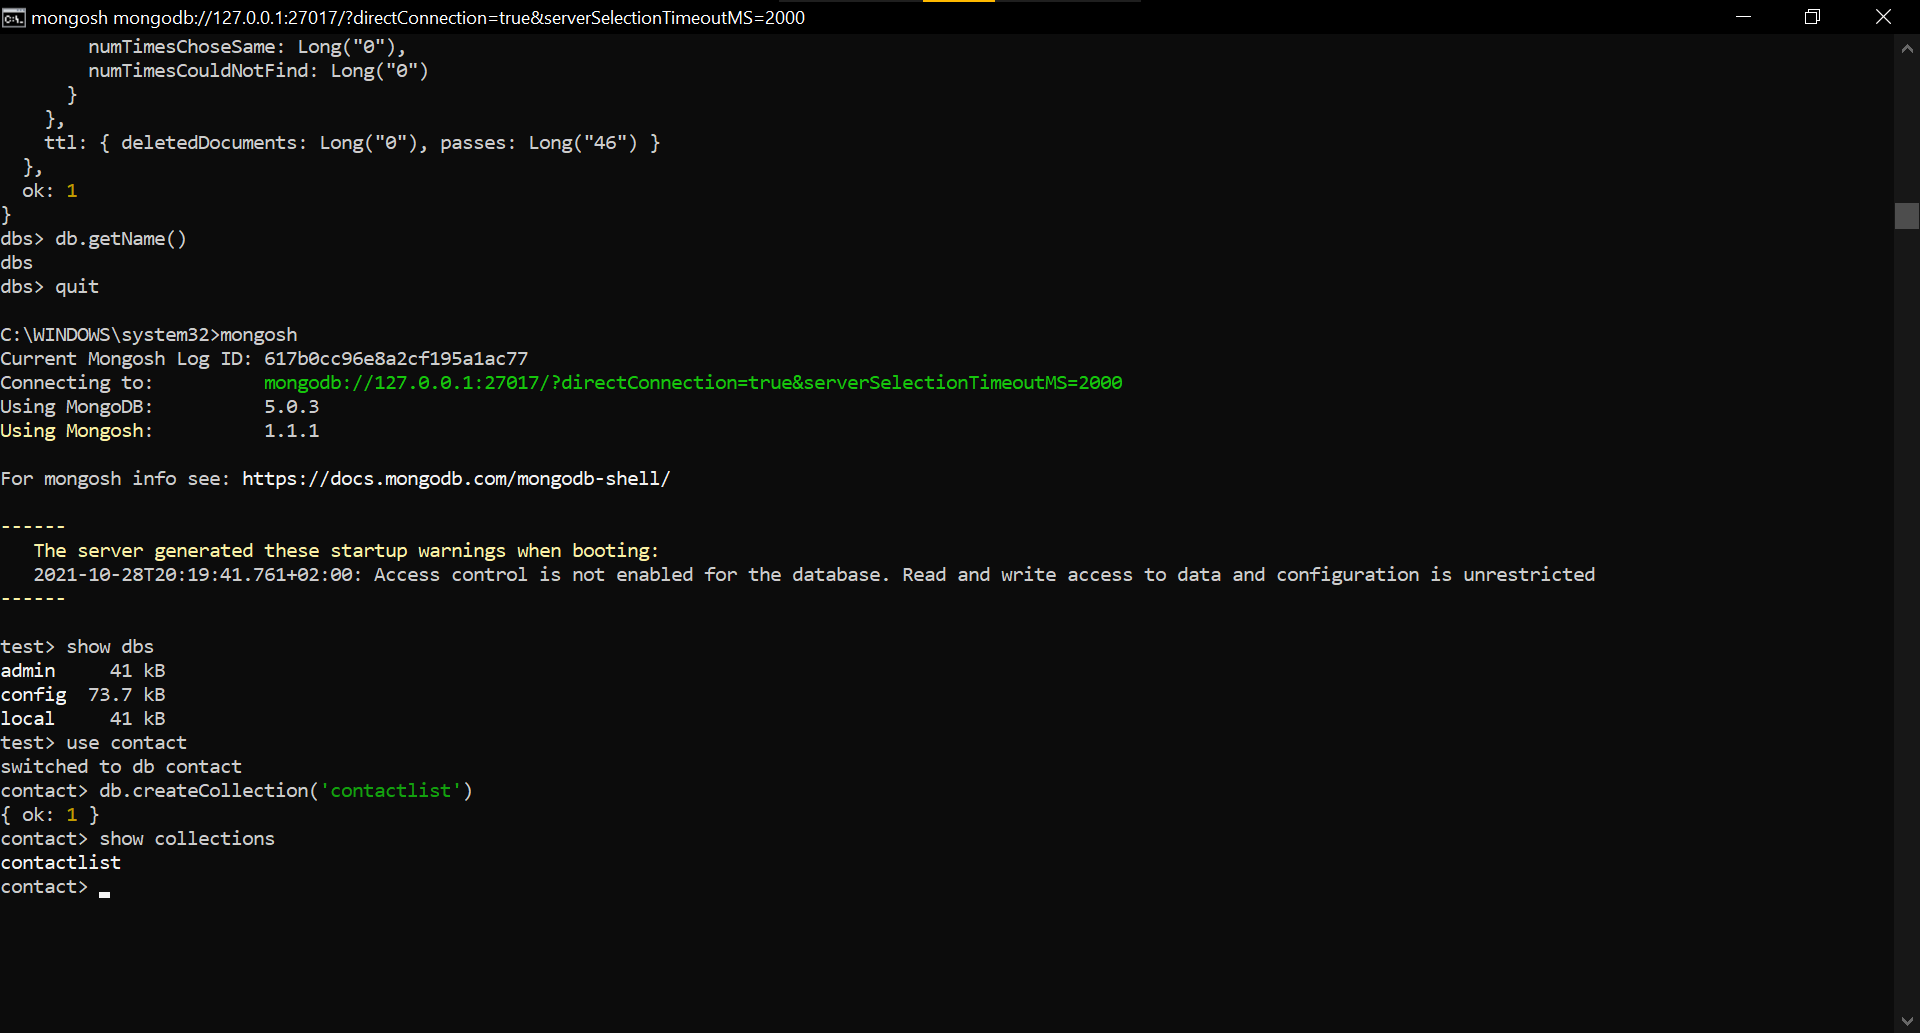 mongosh mongodb://127.0.0.1:27017/?directConnection=true&serverSelectionTimeoutMS=2000
numTimesChoseSame: Long("0"),
numTimesCouldNotFind: Long("0")
}
},
ttl: { deletedDocuments: Long("0"), passes: Long("46") }
},
ok: 1
}
dbs> db.getName()
dbs
dbs> quit
C:\WINDOWS\system32>mongosh
Current Mongosh Log ID: 617b0cc96e8a2cf195a1ac77
Connecting to: mongodb://127.0.0.1:27017/?directConnection=true&serverSelectionTimeoutMS=2000
Using MongoDB: 5.0.3
Using Mongosh: 1.1.1
For mongosh info see: https://docs.mongodb.com/mongodb-shell/
------
The server generated these startup warnings when booting:
2021-10-28T20:19:41.761+02:00: Access control is not enabled for the database. Read and write access to data and configuration is unrestricted
------
test> show dbs
admin 41 kB
config 73.7 kB
local 41 kB
test> use contact
switched to db contact
contact> db.createCollection('contactlist')
{ ok: 1 }
contact> show collections
contactlist
contact>